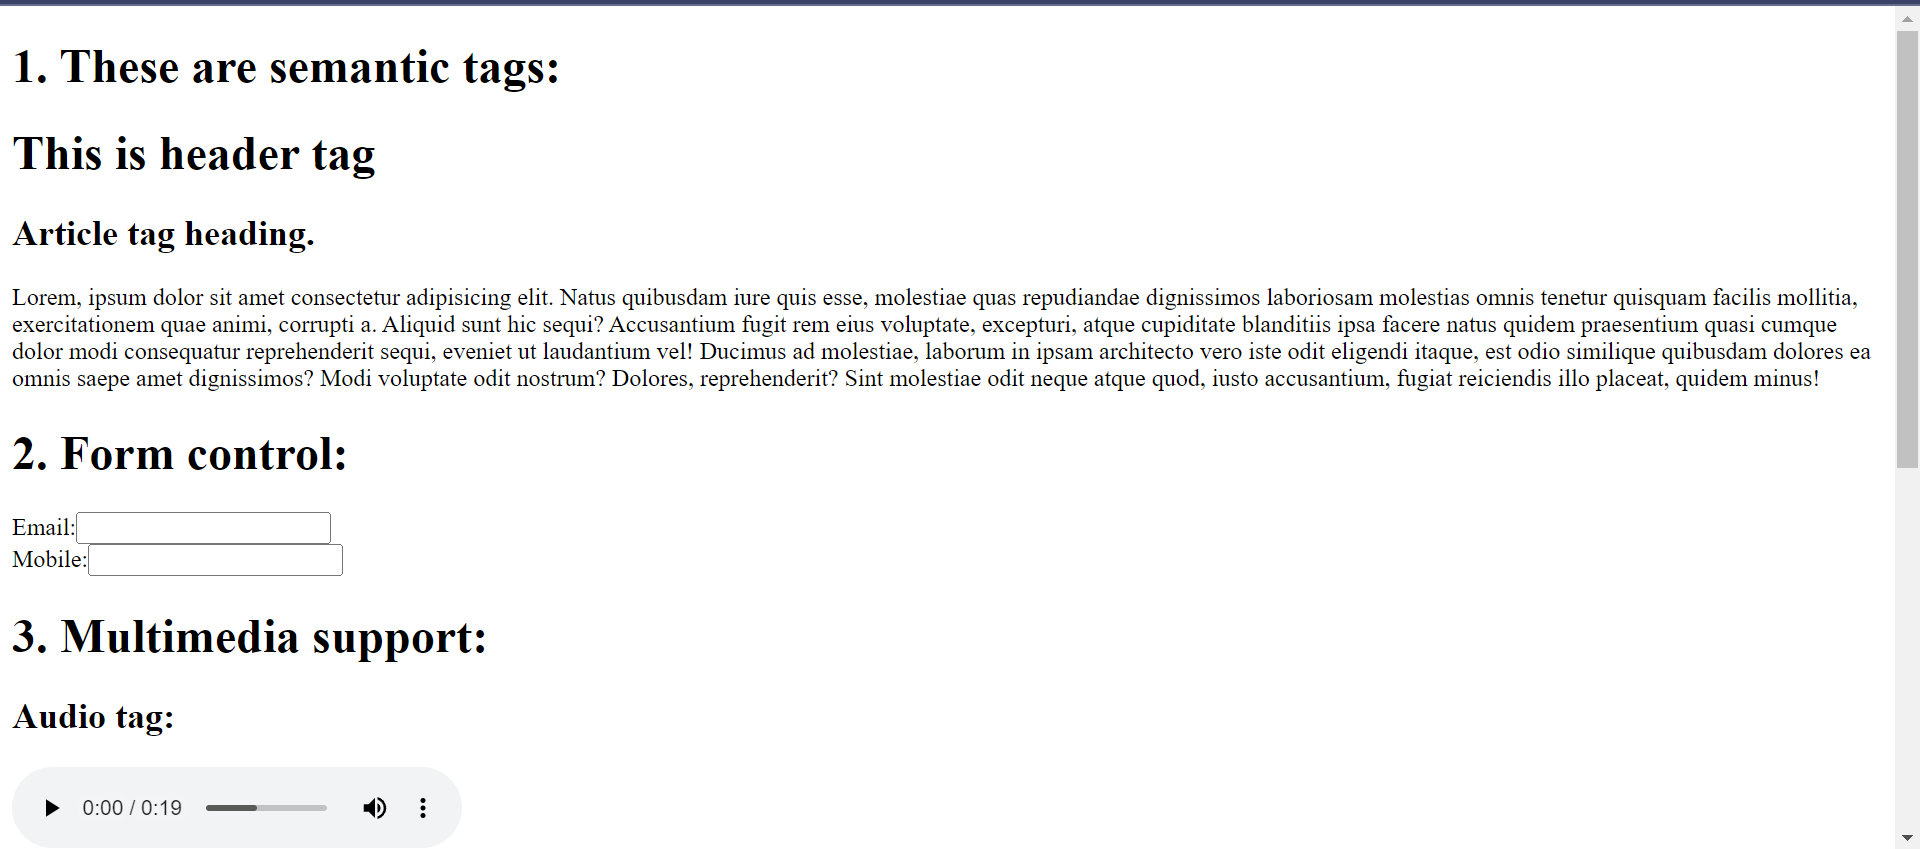 1. These are semantic tags:
This is header tag
Article tag heading.
Lorem, ipsum dolor sit amet consectetur adipisicing elit. Natus quibusdam iure quis esse, molestiae quas repudiandae dignissimos laboriosam molestias omnis tenetur quisquam facilis mollitia,
exercitationem quae animi, corrupti a. Aliquid sunt hic sequi? Accusantium fugit rem eius voluptate, excepturi, atque cupiditate blanditiis ipsa facere natus quidem praesentium quasi cumque
dolor modi consequatur reprehenderit sequi, eveniet ut laudantium vel! Ducimus ad molestiae, laborum in ipsam architecto vero iste odit eligendi itaque, est odio similique quibusdam dolores ea
omnis saepe amet dignissimos? Modi voluptate odit nostrum? Dolores, reprehenderit? Sint molestiae odit neque atque quod, iusto accusantium, fugiat reiciendis illo placeat, quidem minus!
2. Form control:
Email:
Mobile:
3. Multimedia support:
Audio tag:
0:00 / 0:19